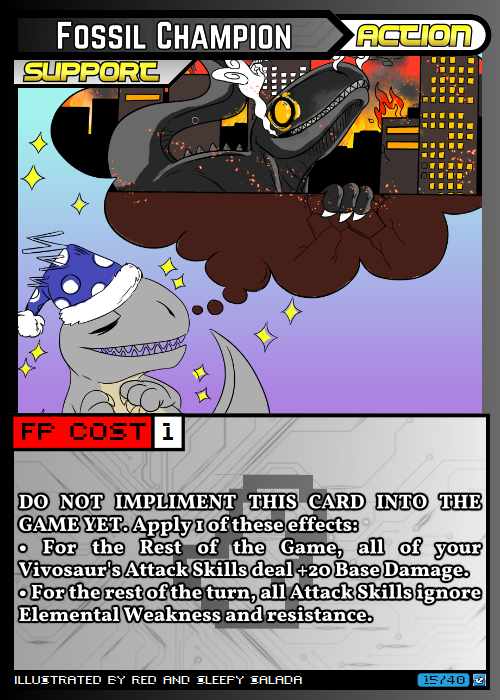 Fossil Champion
ACTION
SUPPORT
FP COST 1
DO NOT IMPLIMENT THIS CARD INTO THE
GAME YET. Apply 1 of these effects:
• For the Rest of the Game, all of your
Vivosaur's Attack Skills deal +20 Base Damage.
• For the rest of the turn, all Attack Skills ignore
Elemental Weakness and resistance.
ILLUSTRATED BY RED AND SLEEPY SALADA
15/40